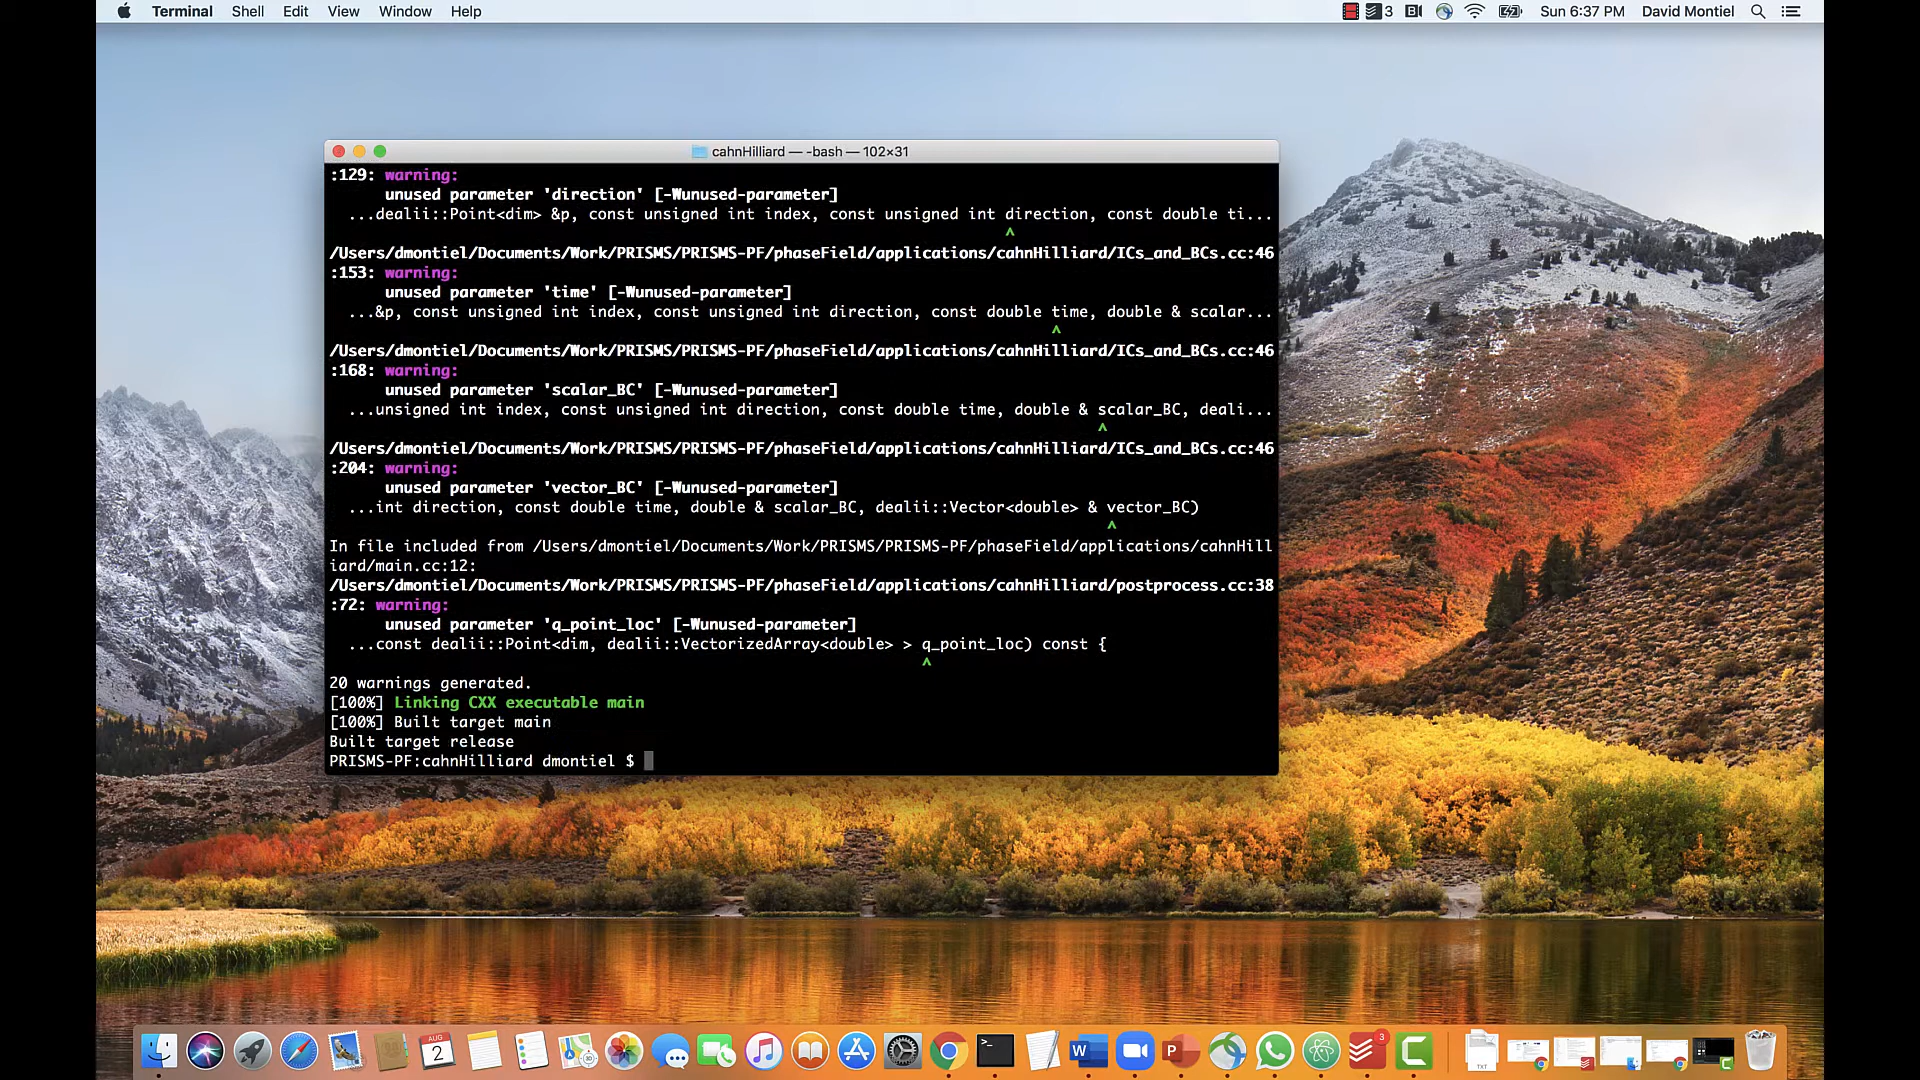 Terminal Shell Edit View Window Help 3 Sun 6:37 PM David Montiel
cahnHilliard — -bash — 102×31
:129: warning:
unused parameter 'direction' [-Wunused-parameter]
...dealii::Point<dim> &p, const unsigned int index, const unsigned int direction, const double ti...
^
/Users/dmontiel/Documents/Work/PRISMS/PRISMS-PF/phaseField/applications/cahnHilliard/ICs_and_BCs.cc:46
:153: warning:
unused parameter 'time' [-Wunused-parameter]
...&p, const unsigned int index, const unsigned int direction, const double time, double & scalar...
^
/Users/dmontiel/Documents/Work/PRISMS/PRISMS-PF/phaseField/applications/cahnHilliard/ICs_and_BCs.cc:46
:168: warning:
unused parameter 'scalar_BC' [-Wunused-parameter]
...unsigned int index, const unsigned int direction, const double time, double & scalar_BC, deali...
^
/Users/dmontiel/Documents/Work/PRISMS/PRISMS-PF/phaseField/applications/cahnHilliard/ICs_and_BCs.cc:46
:204: warning:
unused parameter 'vector_BC' [-Wunused-parameter]
...int direction, const double time, double & scalar_BC, dealii::Vector<double> & vector_BC)
^
In file included from /Users/dmontiel/Documents/Work/PRISMS/PRISMS-PF/phaseField/applications/cahnHill
iard/main.cc:12:
/Users/dmontiel/Documents/Work/PRISMS/PRISMS-PF/phaseField/applications/cahnHilliard/postprocess.cc:38
:72: warning:
unused parameter 'q_point_loc' [-Wunused-parameter]
...const dealii::Point<dim, dealii::VectorizedArray<double> > q_point_loc) const {
^
20 warnings generated.
[100%] Linking CXX executable main
[100%] Built target main
Built target release
PRISMS-PF:cahnHilliard dmontiel $
AUG
2
3
TXT